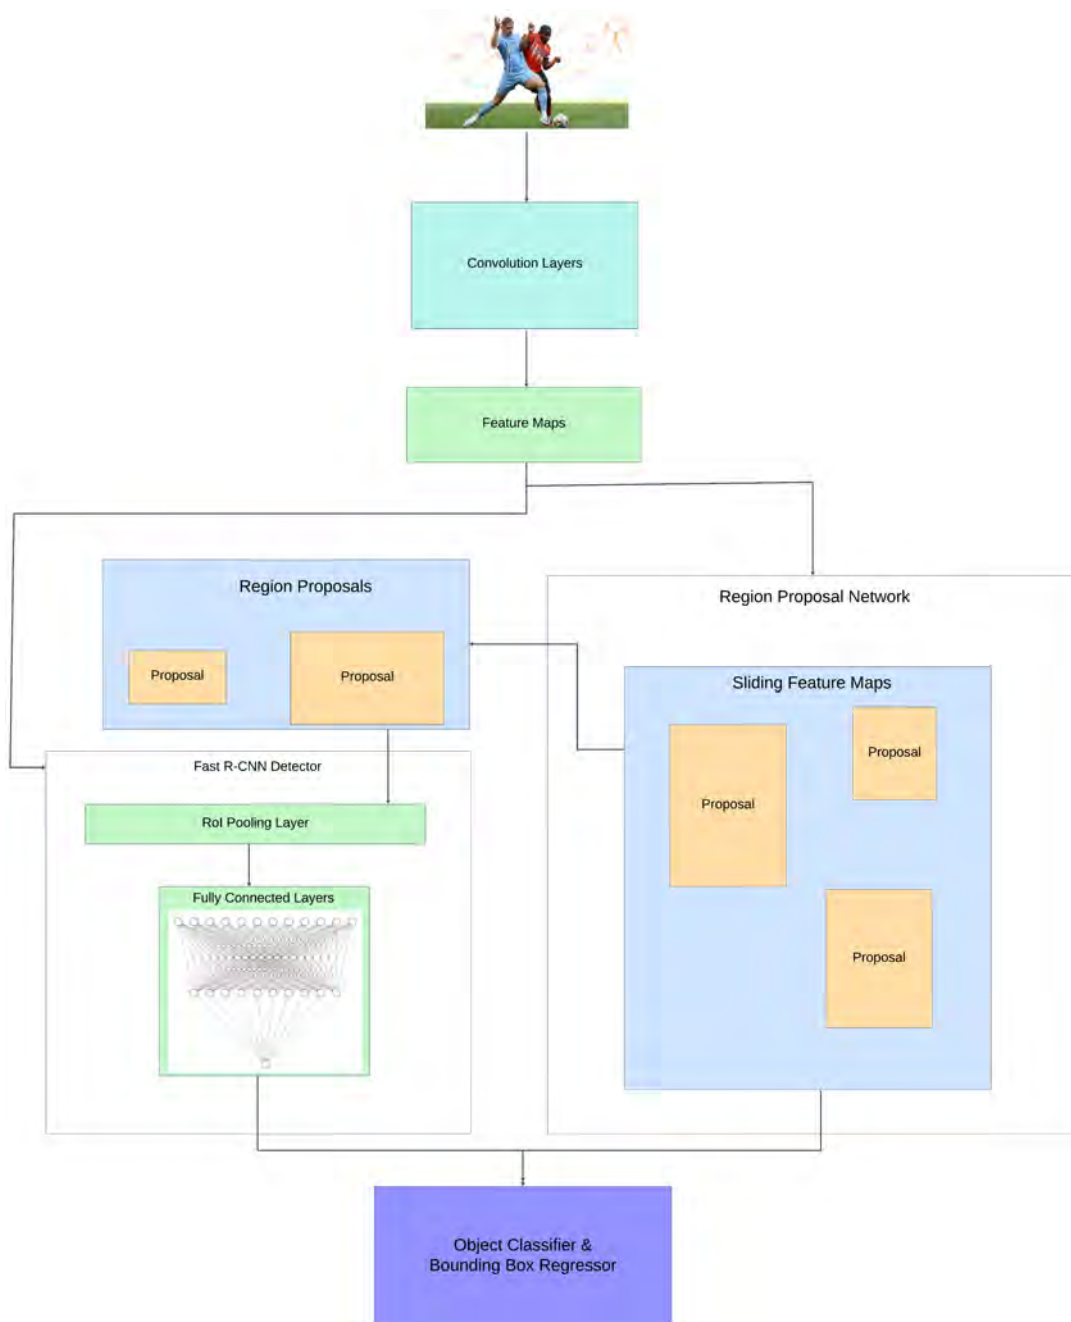 Convolution Layers
Feature Maps
Region Proposals
Proposal
Proposal
Region Proposal Network
Sliding Feature Maps
Proposal
Proposal
Proposal
Fast R-CNN Detector
RoI Pooling Layer
Fully Connected Layers
Object Classifier &
Bounding Box Regressor